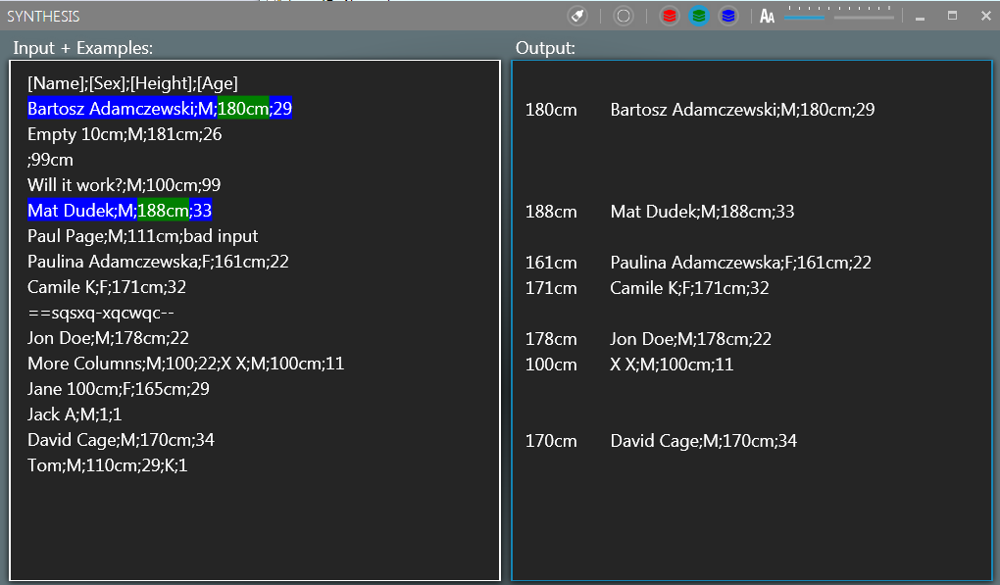 SYNTHESIS
AA
Input + Examples:
[Name];[Sex];[Height];[Age]
Bartosz Adamczewski;M;180cm;29
Empty 10cm;M;181cm;26
;99cm
Will it work?;M;100cm;99
Mat Dudek;M;188cm;33
Paul Page;M;111cm;bad input
Paulina Adamczewska;F;161cm;22
Camile K;F;171cm;32
==sqsxq-xqcwqc--
Jon Doe;M;178cm;22
More Columns;M;100;22;X X;M;100cm;11
Jane 100cm;F;165cm;29
Jack A;M;1;1
David Cage;M;170cm;34
Tom;M;110cm;29;K;1
Output:
180cm Bartosz Adamczewski;M;180cm;29
188cm Mat Dudek;M;188cm;33
161cm Paulina Adamczewska;F;161cm;22
171cm Camile K;F;171cm;32
178cm Jon Doe;M;178cm;22
100cm X X;M;100cm;11
170cm David Cage;M;170cm;34